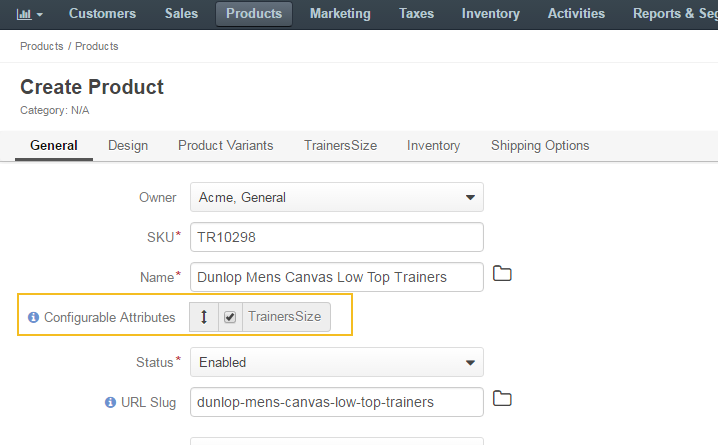 Customers Sales Products Marketing Taxes Inventory Activities Reports & Seg
Products / Products
Create Product
Category: N/A
General Design Product Variants TrainersSize Inventory Shipping Options
Owner Acme, General
SKU* TR10298
Name* Dunlop Mens Canvas Low Top Trainers
Configurable Attributes TrainersSize
Status* Enabled
URL Slug dunlop-mens-canvas-low-top-trainers